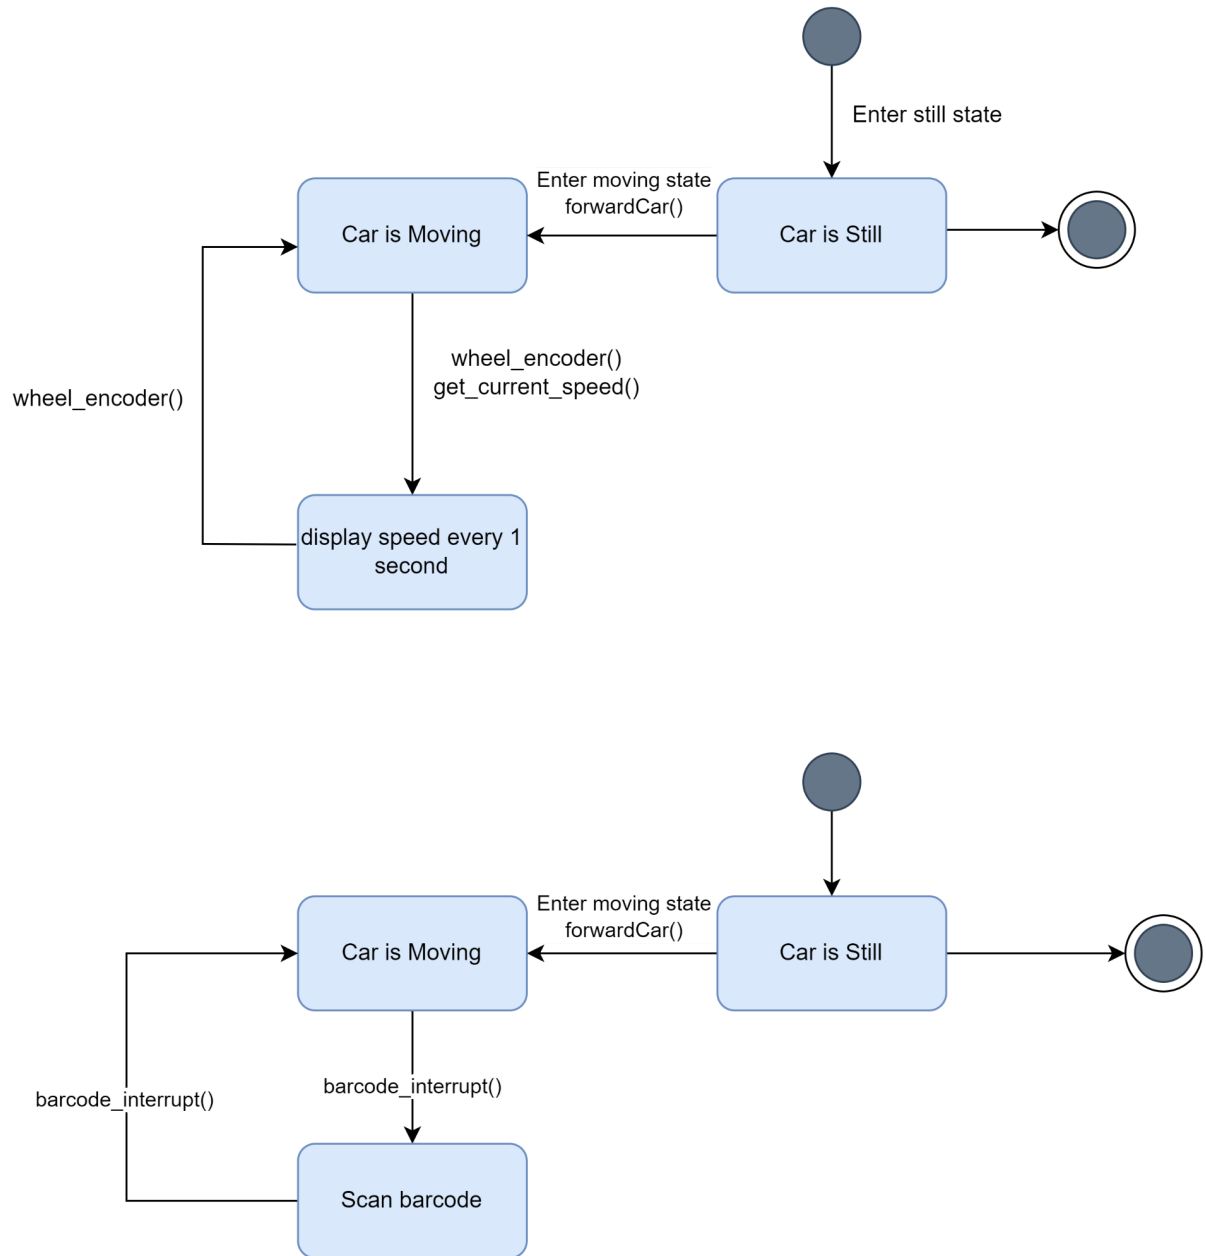 Enter still state
Enter moving state
forwardCar()
Car is Moving
Car is Still
wheel_encoder()
get_current_speed()
wheel_encoder()
display speed every 1
second
Enter moving state
forwardCar()
Car is Moving
Car is Still
barcode_interrupt()
barcode_interrupt()
Scan barcode